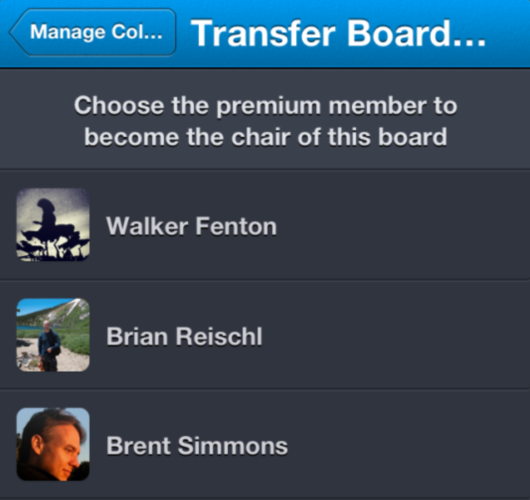 Manage Col...
Transfer Board...
Choose the premium member to
become the chair of this board
Walker Fenton
Brian Reischl
Brent Simmons